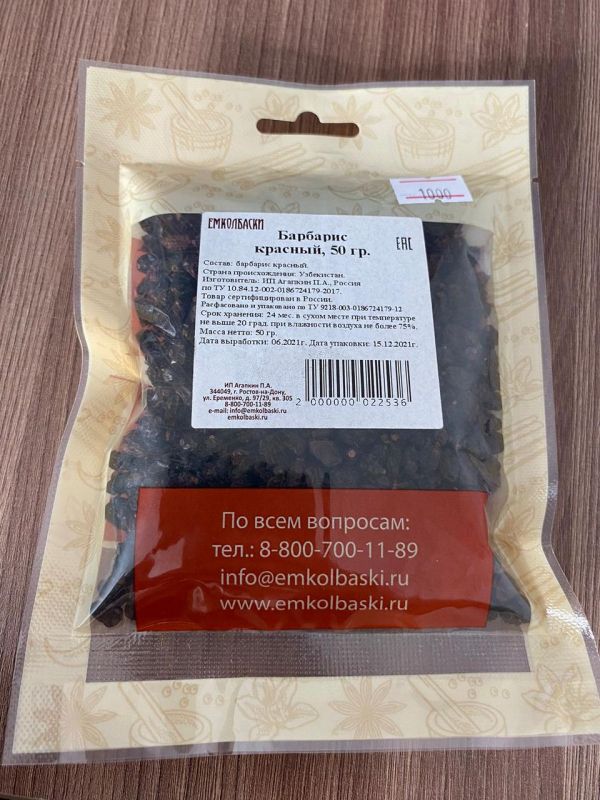 1000
ЕМКОЛБАСКИ
Барбарис
красный, 50 гр.
EAC
Состав: барбарис красный.
Страна происхождения: Узбекистан.
Изготовитель: ИП Агапкин П.А., Россия
по ТУ 10.84.12-002-0186724179-2017.
Товар сертифицирован в России.
Расфасовано и упаковано по ТУ 9218-003-0186724179-12
Срок хранения: 24 мес. в сухом месте при температуре
не выше 20 град. при влажности воздуха не более 75%.
Масса нетто: 50 гр.
Дата выработки: 06.2021г. Дата упаковки: 15.12.2021г.
ИП Агапкин П.А.
344049, г. Ростов-на-Дону,
ул. Еременко, д. 97/29, кв. 305
8-800-700-11-89
e-mail: info@emkolbaski.ru
emkolbaski.ru
2 000000 022536
По всем вопросам:
тел.: 8-800-700-11-89
info@emkolbaski.ru
www.emkolbaski.ru